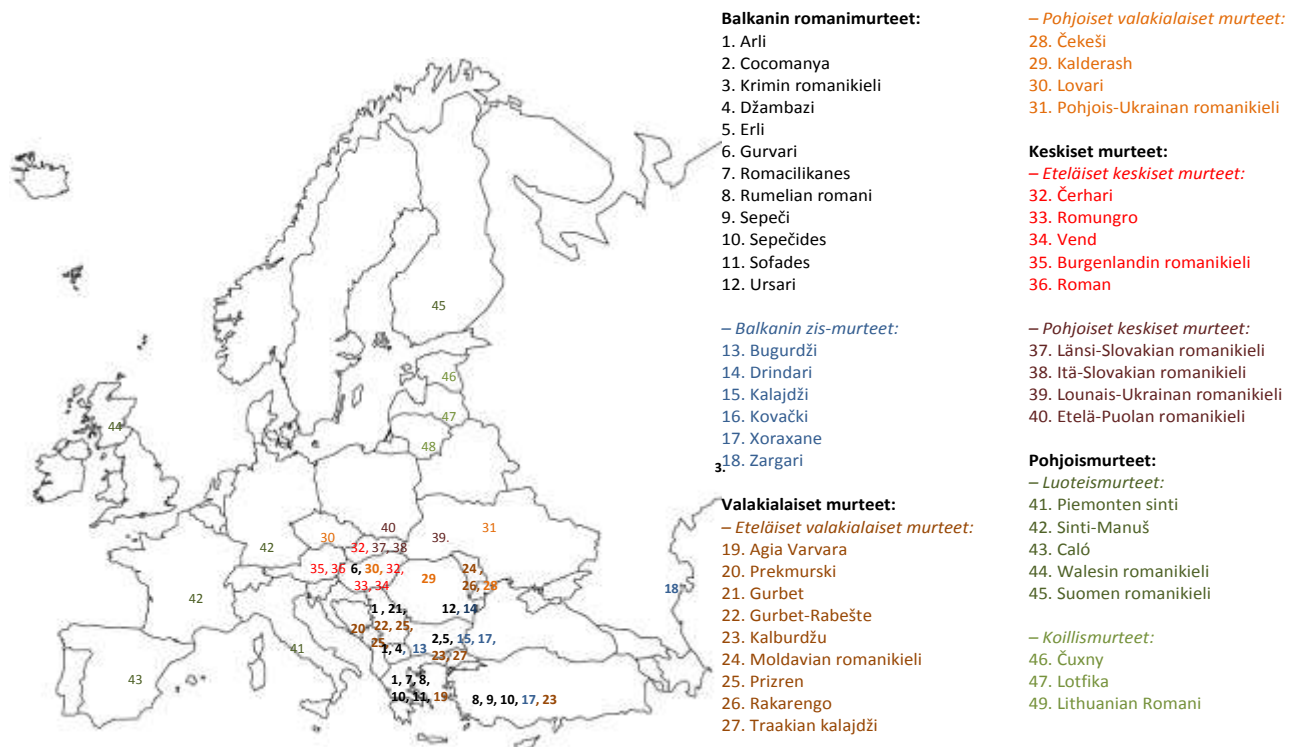 Balkanin romanimurteet:
1. Arli
2. Cocomanya
3. Krimin romanikieli
4. Džambazi
5. Erli
6. Gurvari
7. Romacilikanes
8. Rumelian romani
9. Sepeči
10. Sepečides
11. Sofades
12. Ursari
– Balkanin zis-murteet:
13. Bugurdži
14. Drindari
15. Kalajdži
16. Kovački
17. Xoraxane
18. Zargari
Valakialaiset murteet:
– Eteläiset valakialaiset murteet:
19. Agia Varvara
20. Prekmurski
21. Gurbet
22. Gurbet-Rabešte
23. Kalburdžu
24. Moldavian romanikieli
25. Prizren
26. Rakarengo
27. Traakian kalajdži
– Pohjoiset valakialaiset murteet:
28. Čekeši
29. Kalderash
30. Lovari
31. Pohjois-Ukrainan romanikieli
Keskiset murteet:
– Eteläiset keskiset murteet:
32. Čerhari
33. Romungro
34. Vend
35. Burgenlandin romanikieli
36. Roman
– Pohjoiset keskiset murteet:
37. Länsi-Slovakian romanikieli
38. Itä-Slovakian romanikieli
39. Lounais-Ukrainan romanikieli
40. Etelä-Puolan romanikieli
Pohjoismurteet:
– Luoteismurteet:
41. Piemonten sinti
42. Sinti-Manuš
43. Caló
44. Walesin romanikieli
45. Suomen romanikieli
– Koillismurteet:
46. Čuxny
47. Lotfika
49. Lithuanian Romani
45
46
44
47
48
3.
40
31
30
39.
42
32, 37, 38
35, 36
6, 30, 32,
29
24,
33, 34
26, 28
18
42
1 , 21,
12, 14
20
22, 25,
25
2,5, 15, 17,
41
1, 4, 13
23, 27
43
1, 7, 8,
10, 11, 19
8, 9, 10, 17, 23